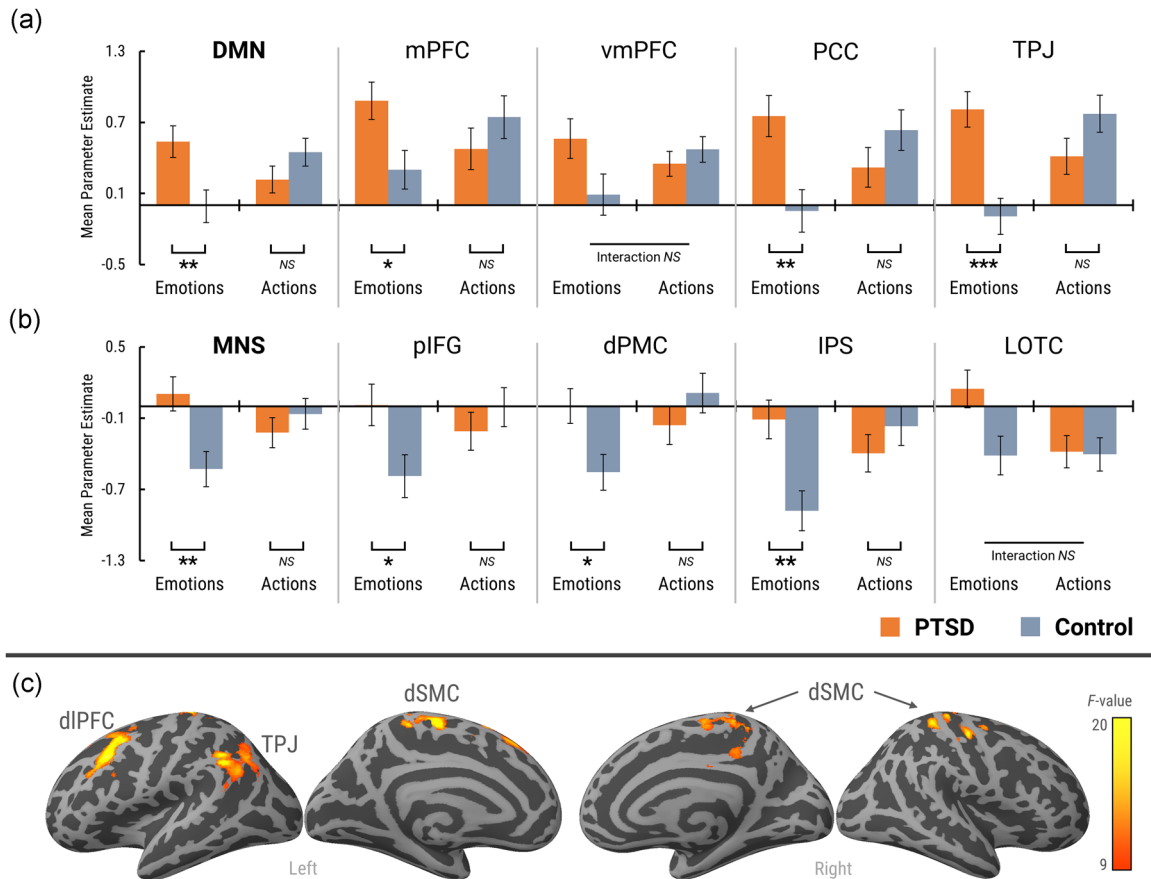 (a)
DMN mPFC vmPFC PCC TPJ
Mean Parameter Estimate
1.3
0.7
0.1
-0.5
** NS * NS Interaction NS ** NS *** NS
Emotions Actions Emotions Actions Emotions Actions Emotions Actions Emotions Actions
(b)
MNS pIFG dPMC IPS LOTC
Mean Parameter Estimate
0.5
-0.1
-0.7
-1.3
** NS * NS * NS ** NS Interaction NS
Emotions Actions Emotions Actions Emotions Actions Emotions Actions Emotions Actions
PTSD Control
(c)
dlPFC TPJ dSMC dSMC
F-value
20
9
Left Right